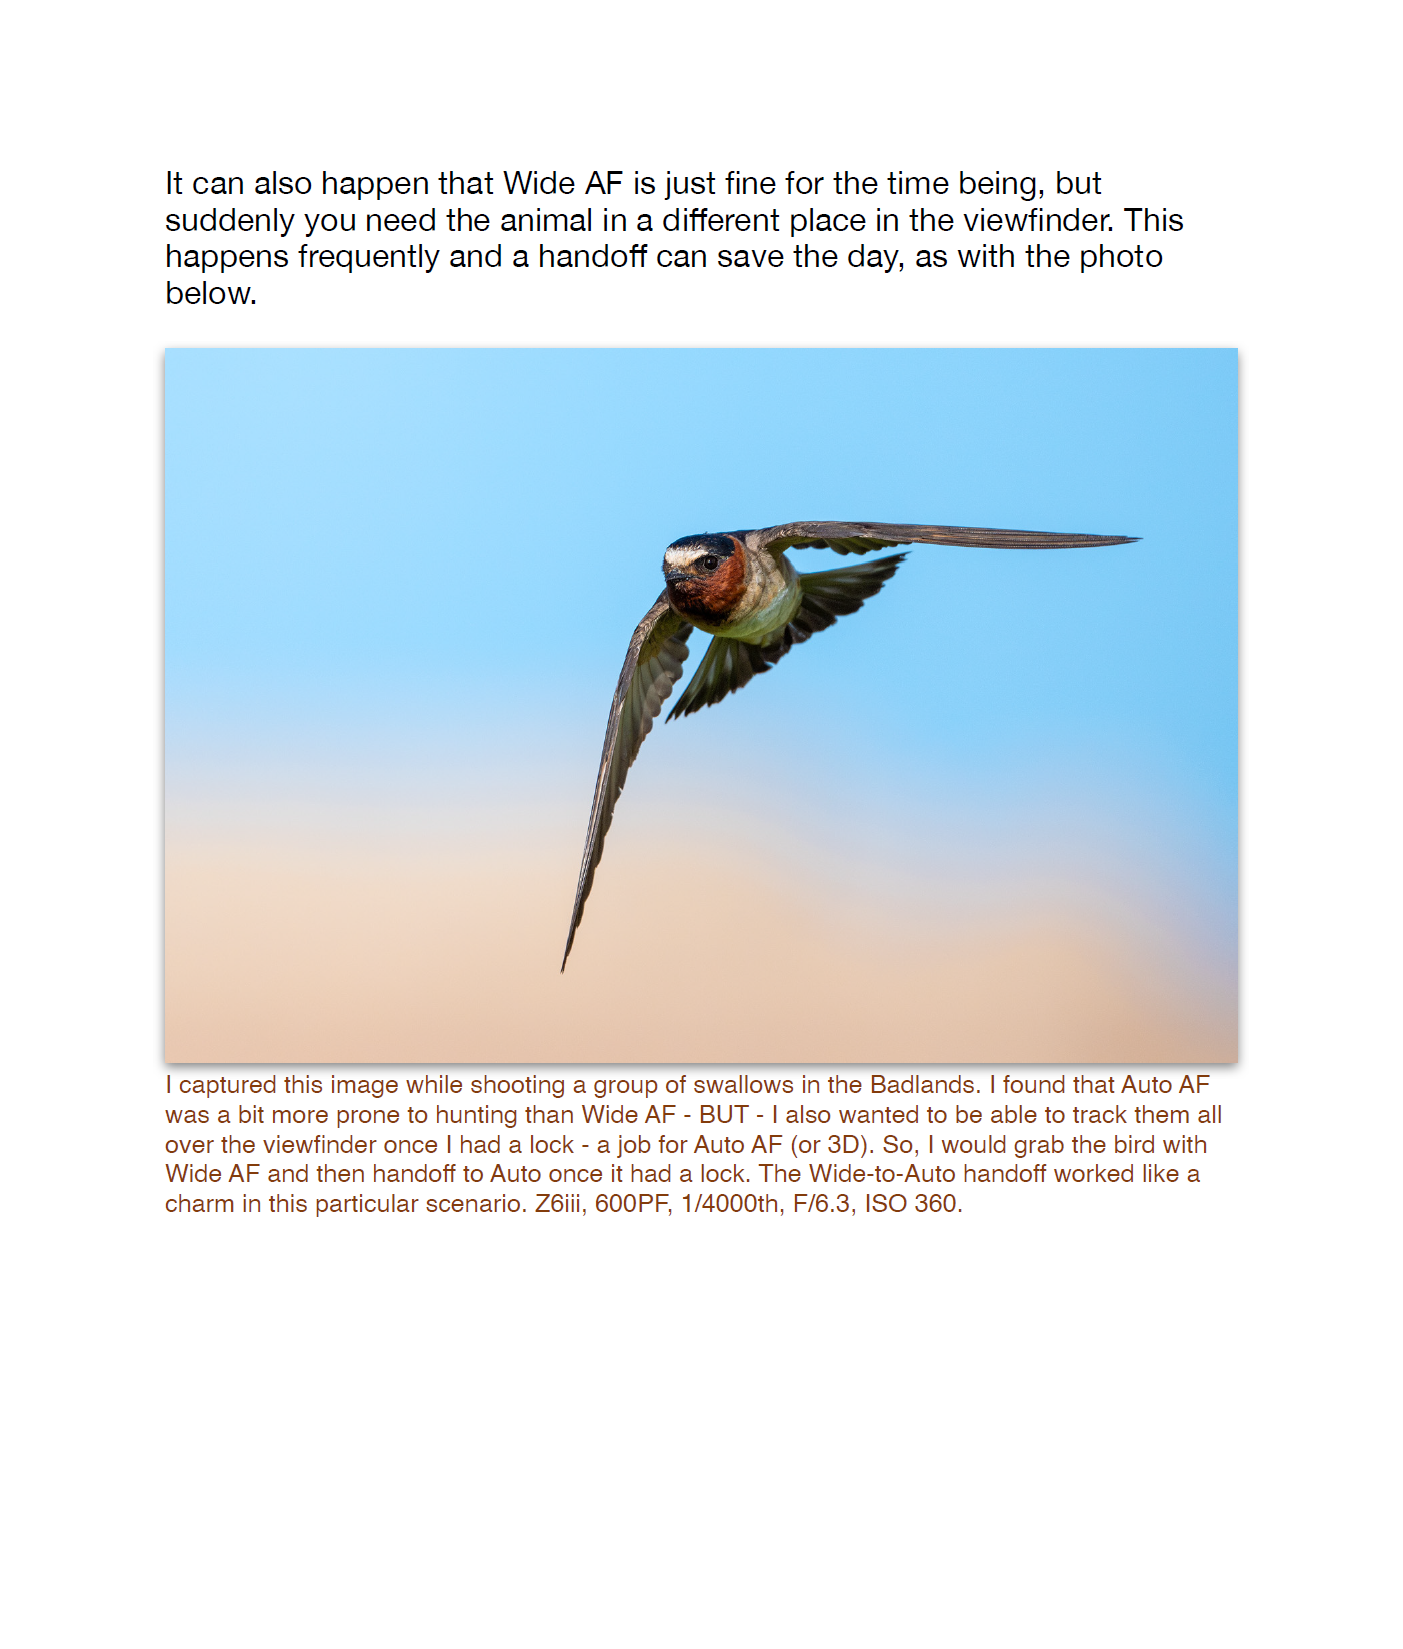 It can also happen that Wide AF is just fine for the time being, but
suddenly you need the animal in a different place in the viewfinder. This
happens frequently and a handoff can save the day, as with the photo
below.
I captured this image while shooting a group of swallows in the Badlands. I found that Auto AF
was a bit more prone to hunting than Wide AF - BUT - I also wanted to be able to track them all
over the viewfinder once I had a lock - a job for Auto AF (or 3D). So, I would grab the bird with
Wide AF and then handoff to Auto once it had a lock. The Wide-to-Auto handoff worked like a
charm in this particular scenario. Z6iii, 600PF, 1/4000th, F/6.3, ISO 360.